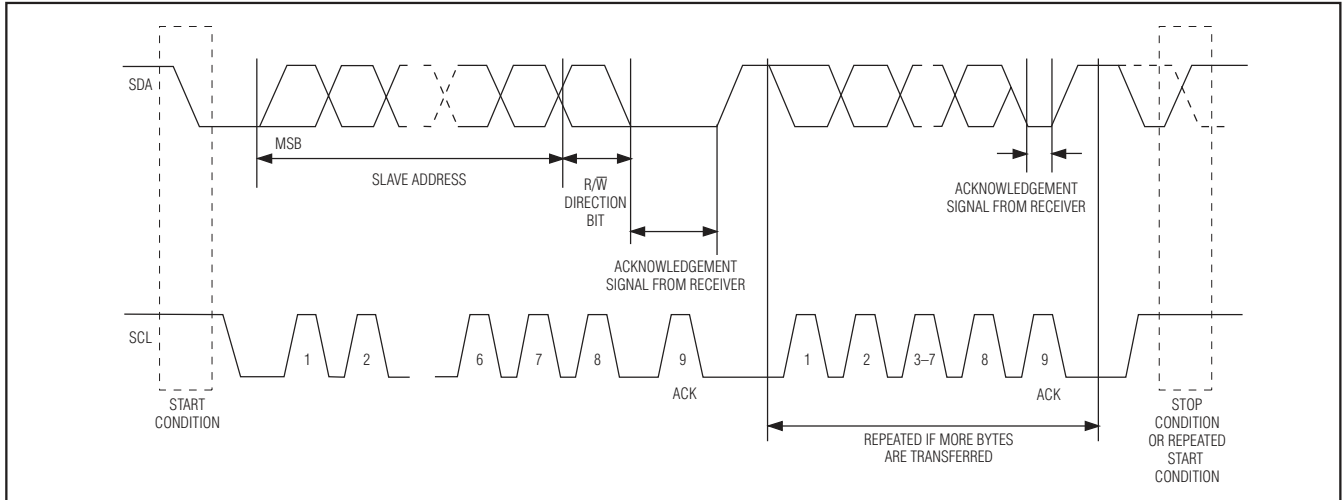 SDA
MSB
SLAVE ADDRESS
R/W̅
DIRECTION
BIT
ACKNOWLEDGEMENT
SIGNAL FROM RECEIVER
ACKNOWLEDGEMENT
SIGNAL FROM RECEIVER
SCL
1
2
6
7
8
9
1
2
3–7
8
9
ACK
ACK
START
CONDITION
REPEATED IF MORE BYTES
ARE TRANSFERRED
STOP
CONDITION
OR REPEATED
START
CONDITION